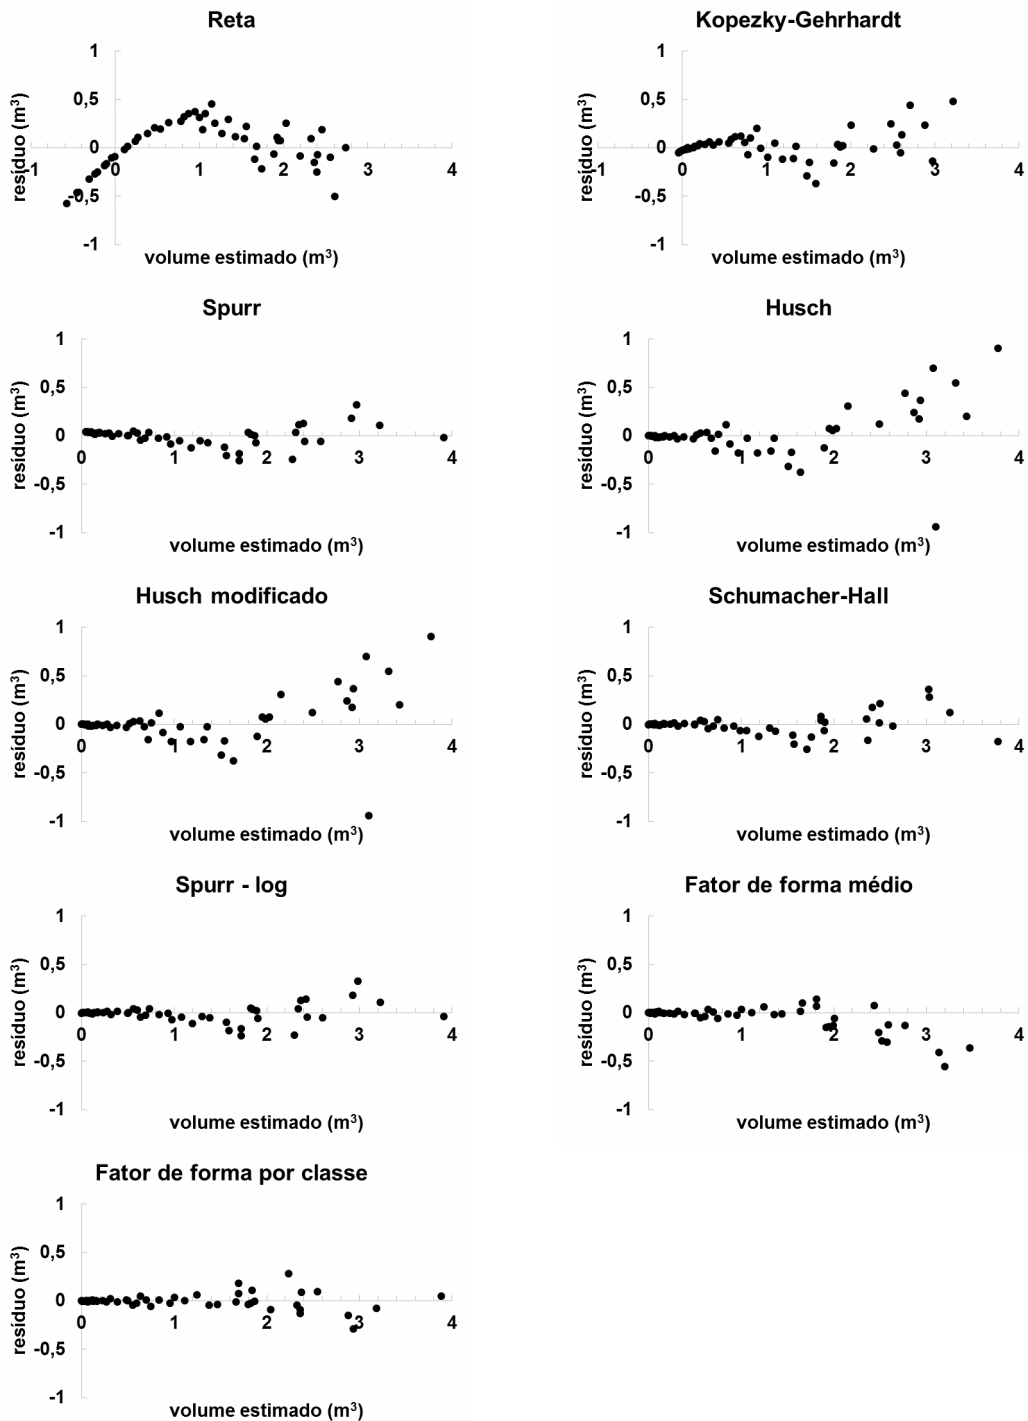 Reta
1
0,5
0
-0,5
-1
-1 0 1 2 3
resíduo (m³)
volume estimado (m³)
Kopezky-Gehrhardt
1
0,5
0
-0,5
-1
-1 0 1 2 3 4
resíduo (m³)
volume estimado (m³)
Spurr
1
0,5
0
-0,5
-1
0 1 2 3 4
resíduo (m³)
volume estimado (m³)
Husch
1
0,5
0
-0,5
-1
0 1 2 3 4
resíduo (m³)
volume estimado (m³)
Husch modificado
1
0,5
0
-0,5
-1
0 1 2 3 4
resíduo (m³)
volume estimado (m³)
Schumacher-Hall
1
0,5
0
-0,5
-1
0 1 2 3 4
resíduo (m³)
volume estimado (m³)
Spurr - log
1
0,5
0
-0,5
-1
0 1 2 3 4
resíduo (m³)
volume estimado (m³)
Fator de forma médio
1
0,5
0
-0,5
-1
0 1 2 3 4
resíduo (m³)
volume estimado (m³)
Fator de forma por classe
1
0,5
0
-0,5
-1
0 1 2 3 4
resíduo (m³)
volume estimado (m³)